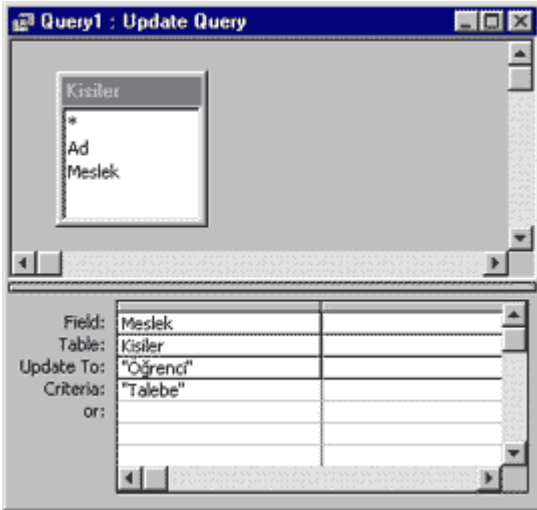 Query1 : Update Query
Kisiler
*
Ad
Meslek
Field: Meslek
Table: Kisiler
Update To: "Öğrenci"
Criteria: "Talebe"
or: